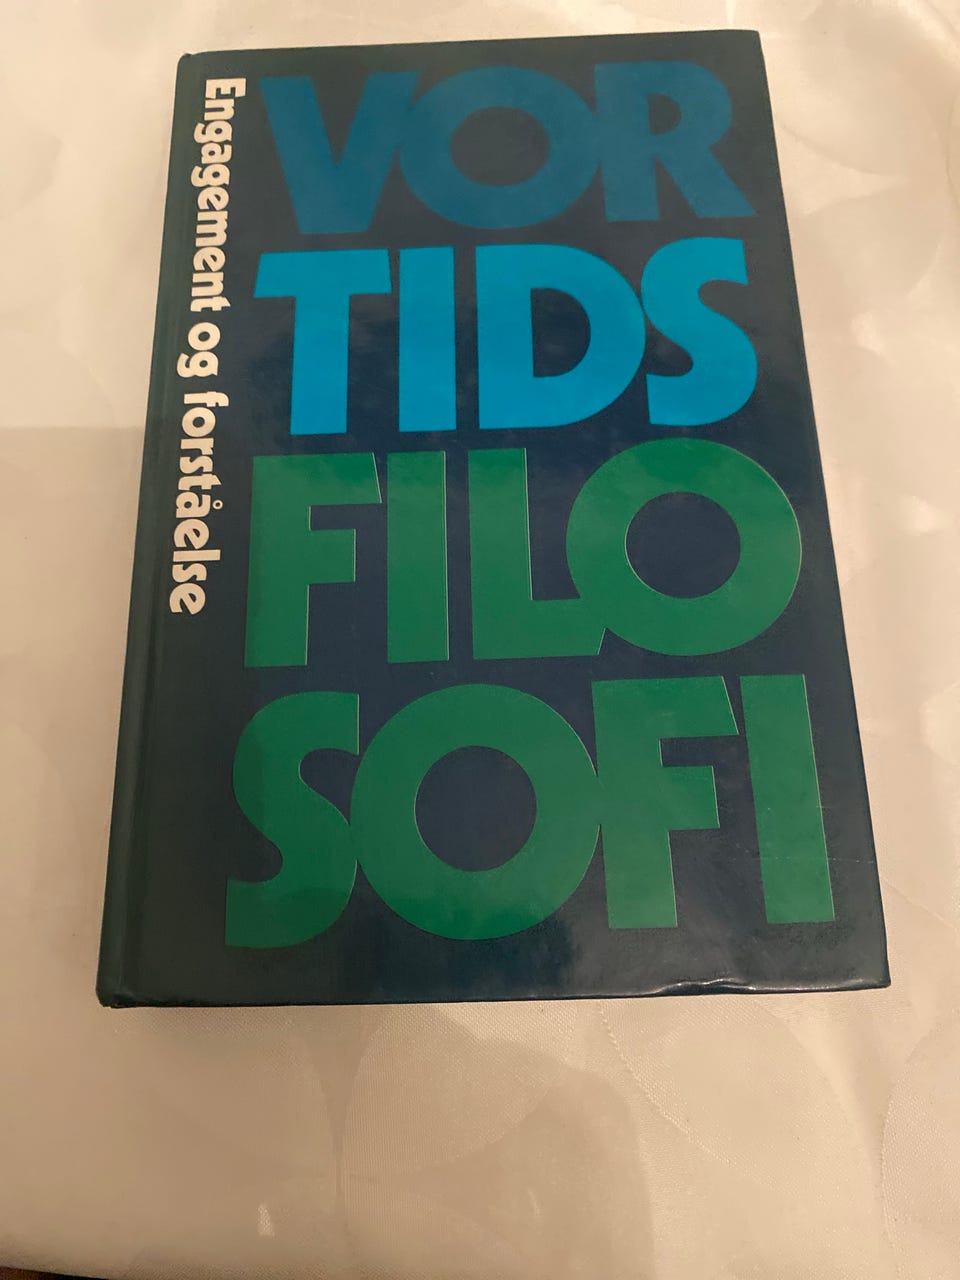 VOR
TIDS
FILO
SOFI
Engagement og forståelse